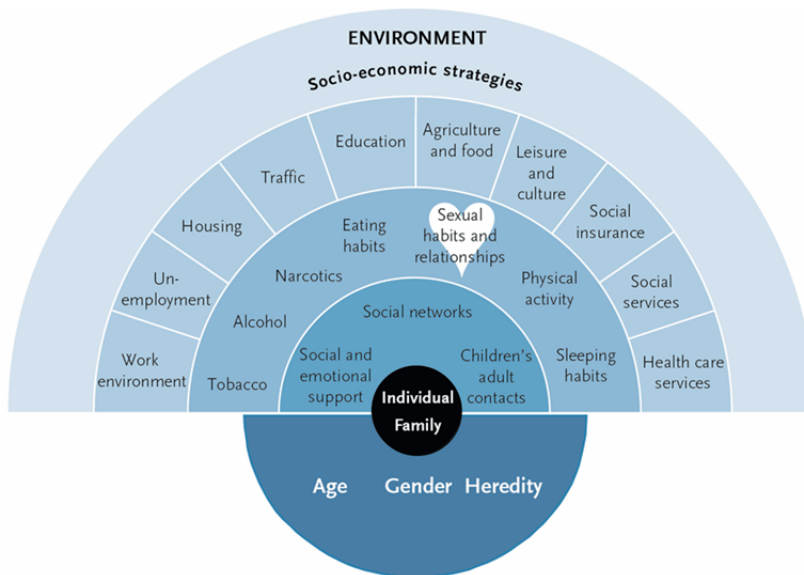 ENVIRONMENT
Socio-economic strategies
Work
environment
Un-
employment
Housing
Traffic
Education
Agriculture
and food
Leisure
and
culture
Social
insurance
Social
services
Health care
services
Tobacco
Alcohol
Narcotics
Eating
habits
Sexual
habits and
relationships
Physical
activity
Sleeping
habits
Social networks
Social and
emotional
support
Children's
adult
contacts
Individual
Family
Age Gender Heredity